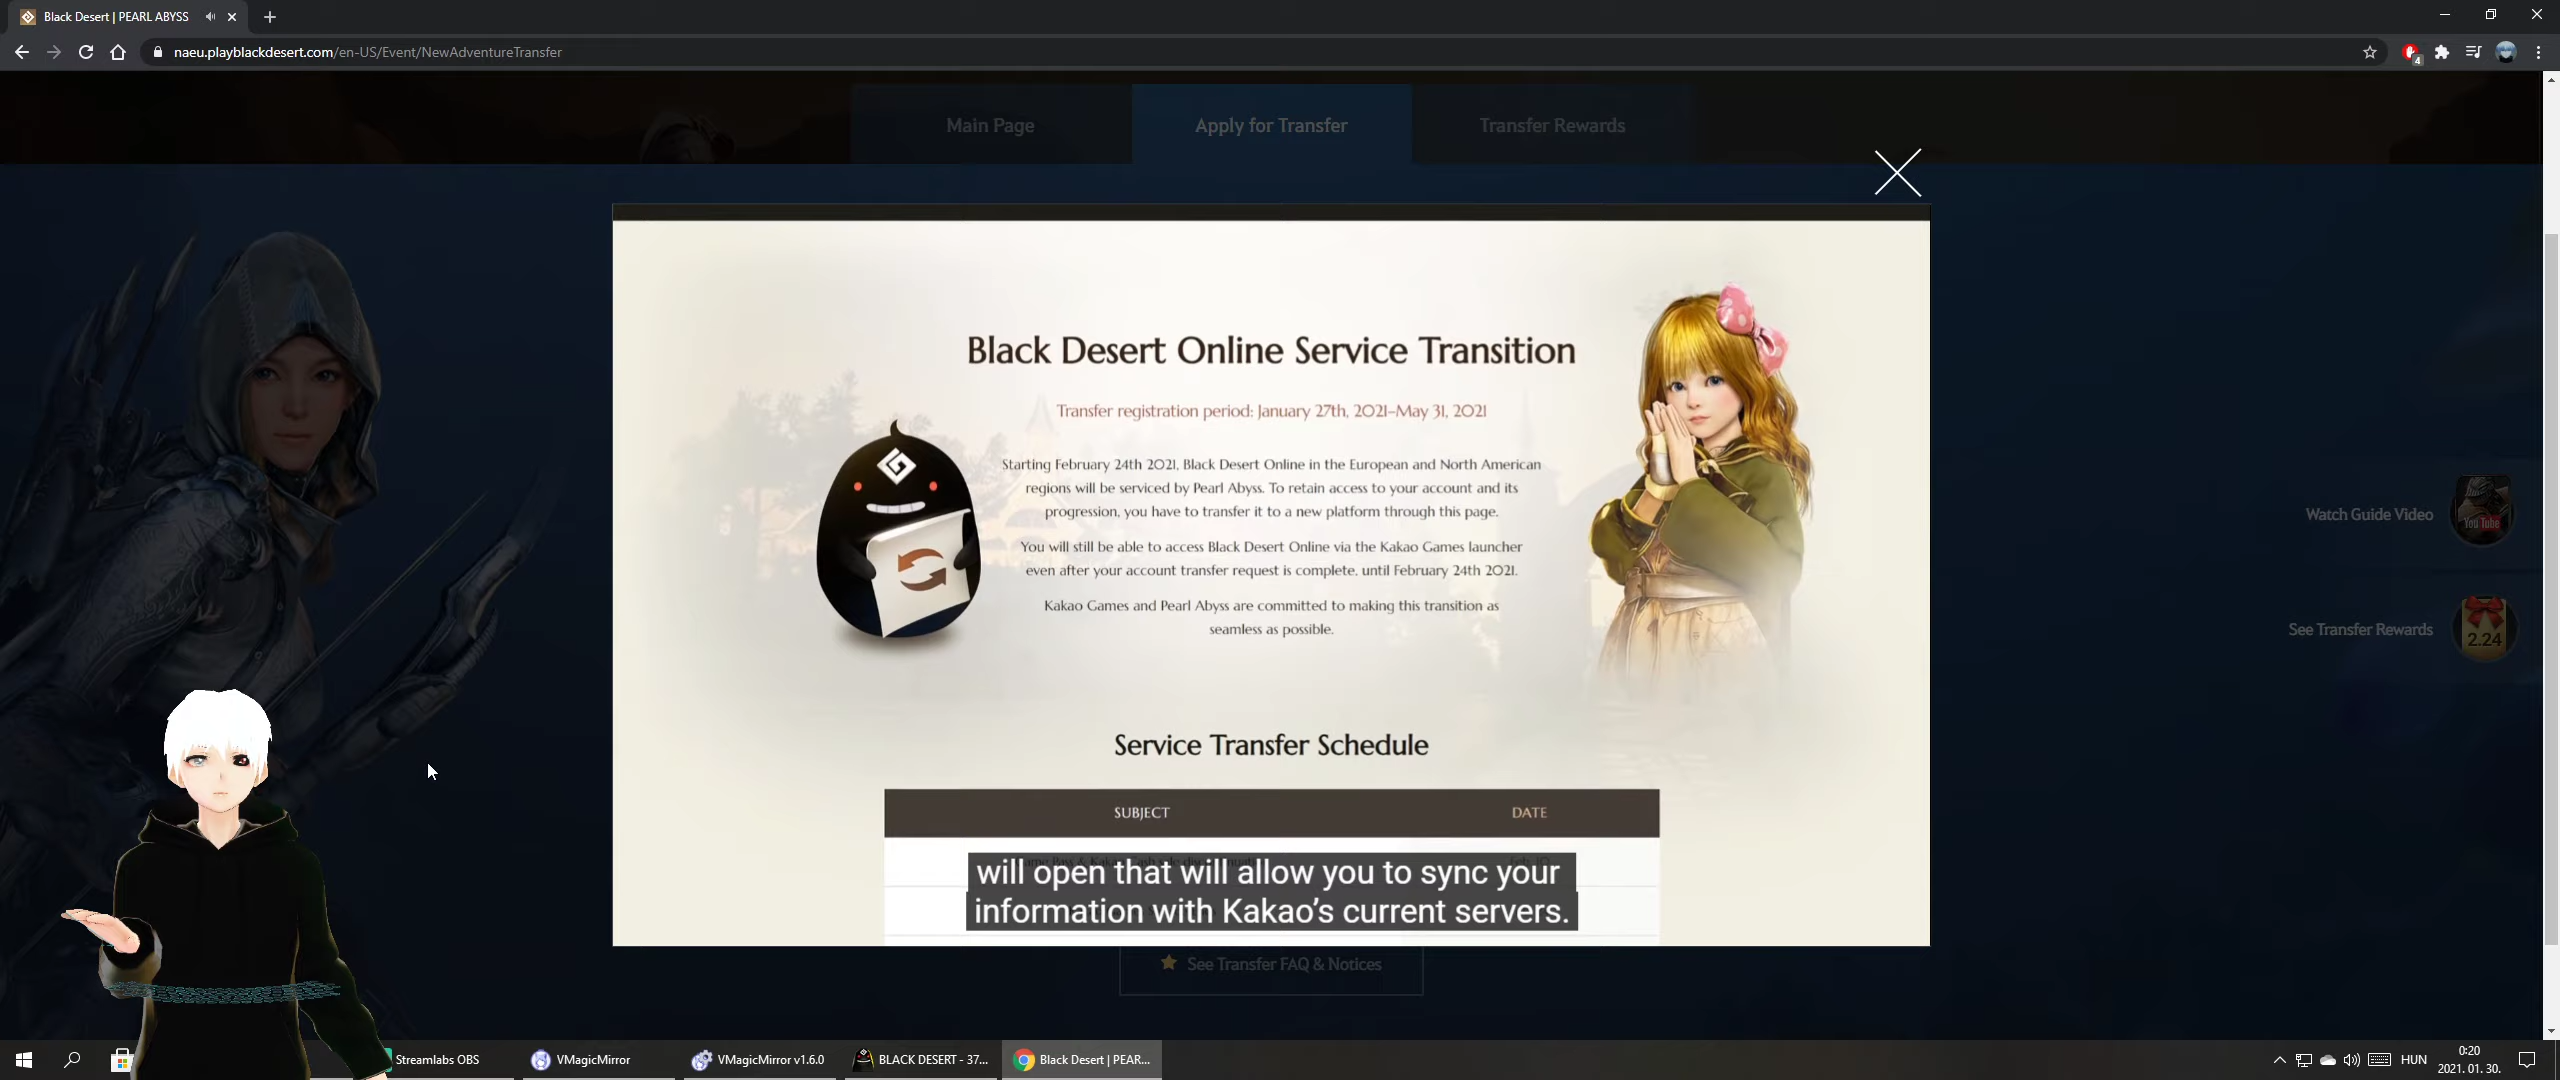 Black Desert | PEARL ABYSS
naeu.playblackdesert.com/en-US/Event/NewAdventureTransfer
4
Main Page
Apply for Transfer
Transfer Rewards
Black Desert Online Service Transition
Transfer registration period: January 27th, 2021–May 31, 2021
Starting February 24th 2021, Black Desert Online in the European and North American
regions will be serviced by Pearl Abyss. To retain access to your account and its
progression, you have to transfer it to a new platform through this page.
You will still be able to access Black Desert Online via the Kakao Games launcher
even after your account transfer request is complete, until February 24th 2021.
Kakao Games and Pearl Abyss are committed to making this transition as
seamless as possible.
Watch Guide Video
You Tube
See Transfer Rewards
2.24
Service Transfer Schedule
SUBJECT
DATE
will open that will allow you to sync your
information with Kakao's current servers.
See Transfer FAQ & Notices
Streamlabs OBS
VMagicMirror
VMagicMirror v1.6.0
BLACK DESERT - 37...
Black Desert | PEAR...
HUN
0:20
2021. 01. 30.